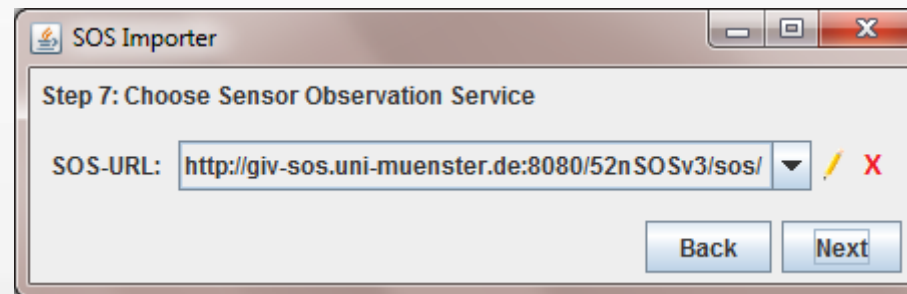 SOS Importer
Step 7: Choose Sensor Observation Service
SOS-URL: http://giv-sos.uni-muenster.de:8080/52nSOSv3/sos/
Back Next